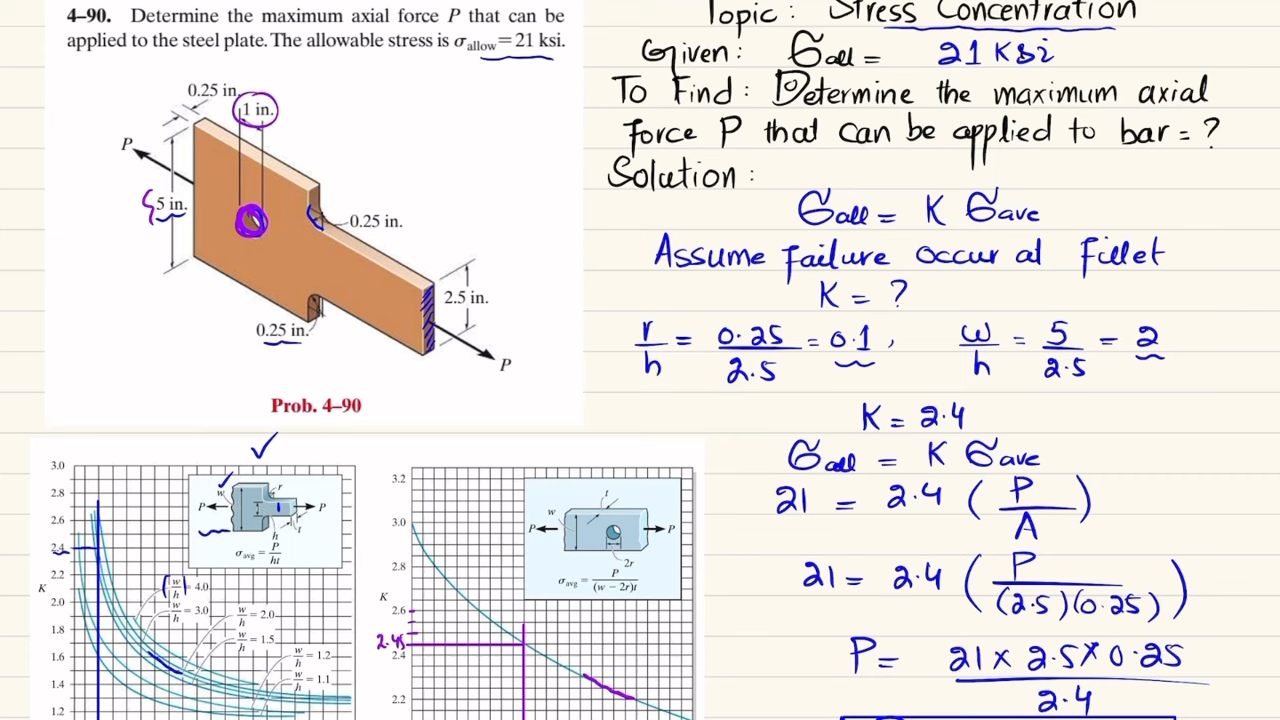 4–90. Determine the maximum axial force P that can be
applied to the steel plate. The allowable stress is σallow = 21 ksi.
0.25 in.
1 in.
P
5 in.
0.25 in.
2.5 in.
0.25 in.
P
Prob. 4–90
Topic : Stress Concentration
Given : σall = 21 ksi
To Find : Determine the maximum axial
force P that can be applied to bar = ?
Solution :
σall = K σave
Assume failure occur at fillet
K = ?
r/h = 0.25/2.5 = 0.1 , w/h = 5/2.5 = 2
K = 2.4
σall = K σave
21 = 2.4 (P/A)
21 = 2.4 (P/(2.5)(0.25))
P = 21 × 2.5 × 0.25/2.4
3.0
2.8
2.6
2.4
2.2
K
2.0
1.8
1.6
1.4
1.2
w
r
P
P
h
t
σavg = P/ht
w/h = 4.0
w/h = 3.0
w/h = 2.0
w/h = 1.5
w/h = 1.2
w/h = 1.1
3.2
3.0
2.8
K
2.6
2.45
2.4
2.2
t
w
P
P
2r
σavg = P/(w − 2r)t